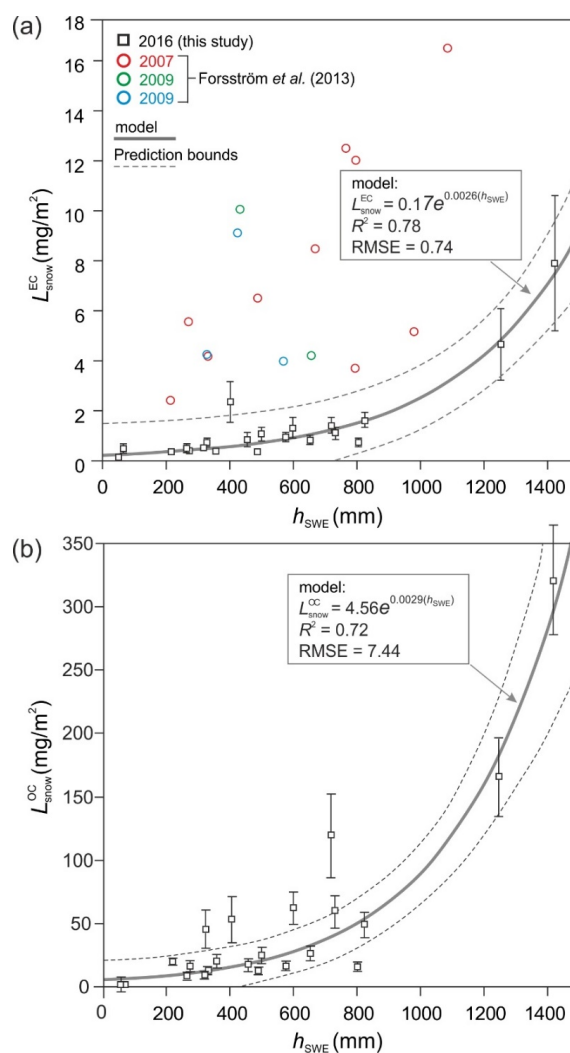 (a)
2016 (this study)
2007
2009
2009
Forsström et al. (2013)
model
Prediction bounds
model:
L^EC_snow = 0.17e^0.0026(h_SWE)
R² = 0.78
RMSE = 0.74
L^EC_snow (mg/m²)
18
16
14
12
10
8
6
4
2
0
0 200 400 600 800 1000 1200 1400
h_SWE (mm)
(b)
model:
L^OC_snow = 4.56e^0.0029(h_SWE)
R² = 0.72
RMSE = 7.44
L^OC_snow (mg/m²)
350
300
250
200
150
100
50
0
0 200 400 600 800 1000 1200 1400
h_SWE (mm)